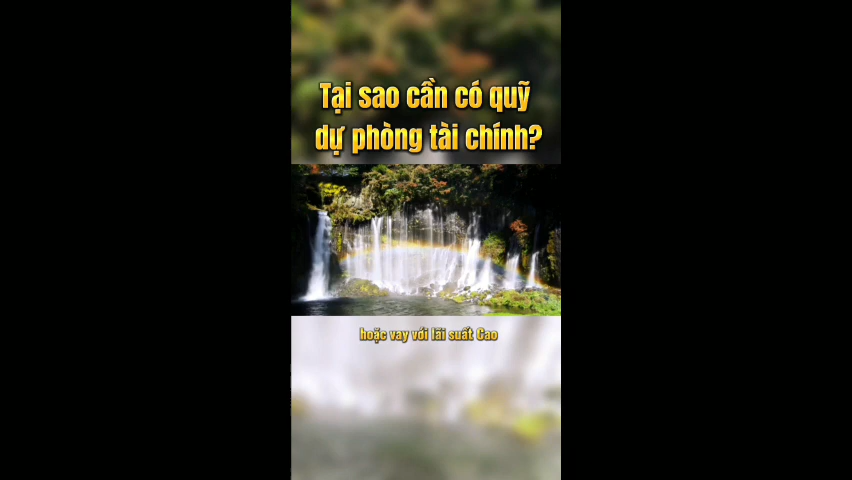 Tại sao cần có quỹ
dự phòng tài chính?
hoặc vay với lãi suất Cao